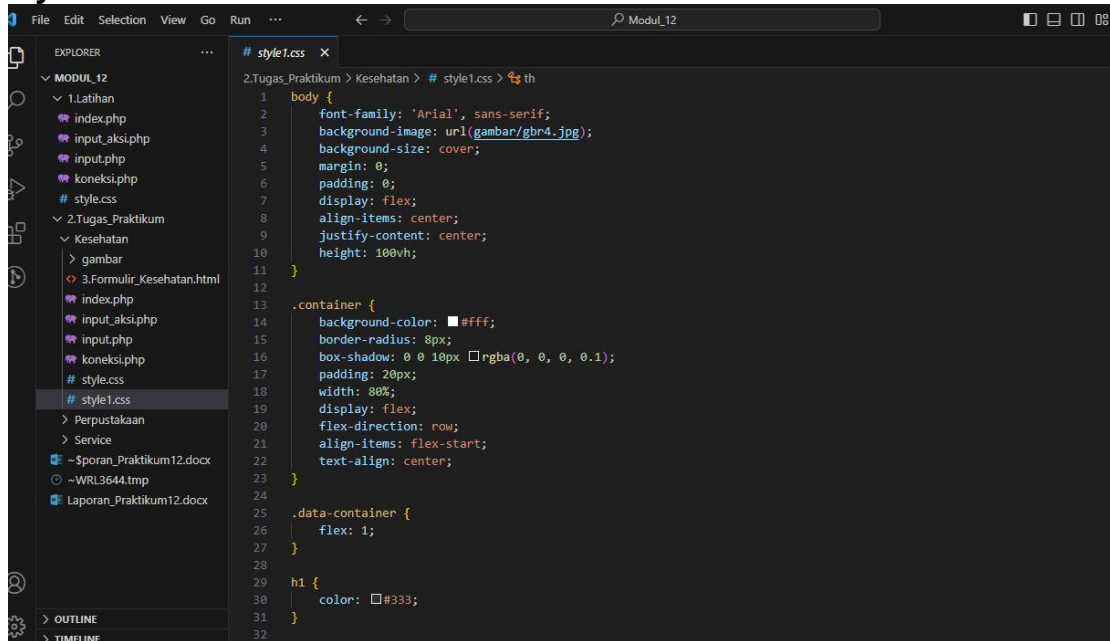 File Edit Selection View Go Run ... Modul_12
EXPLORER ...
MODUL_12
1.Latihan
index.php
input_aksi.php
input.php
koneksi.php
# style.css
2.Tugas_Praktikum
Kesehatan
gambar
3.Formulir_Kesehatan.html
index.php
input_aksi.php
input.php
koneksi.php
# style.css
# style1.css
Perpustakaan
Service
~$poran_Praktikum12.docx
~WRL3644.tmp
Laporan_Praktikum12.docx
OUTLINE
TIMELINE
# style1.css
2.Tugas_Praktikum > Kesehatan > # style1.css > th
1 body {
2 font-family: 'Arial', sans-serif;
3 background-image: url(gambar/gbr4.jpg);
4 background-size: cover;
5 margin: 0;
6 padding: 0;
7 display: flex;
8 align-items: center;
9 justify-content: center;
10 height: 100vh;
11 }
12
13 .container {
14 background-color: #fff;
15 border-radius: 8px;
16 box-shadow: 0 0 10px rgba(0, 0, 0, 0.1);
17 padding: 20px;
18 width: 80%;
19 display: flex;
20 flex-direction: row;
21 align-items: flex-start;
22 text-align: center;
23 }
24
25 .data-container {
26 flex: 1;
27 }
28
29 h1 {
30 color: #333;
31 }
32